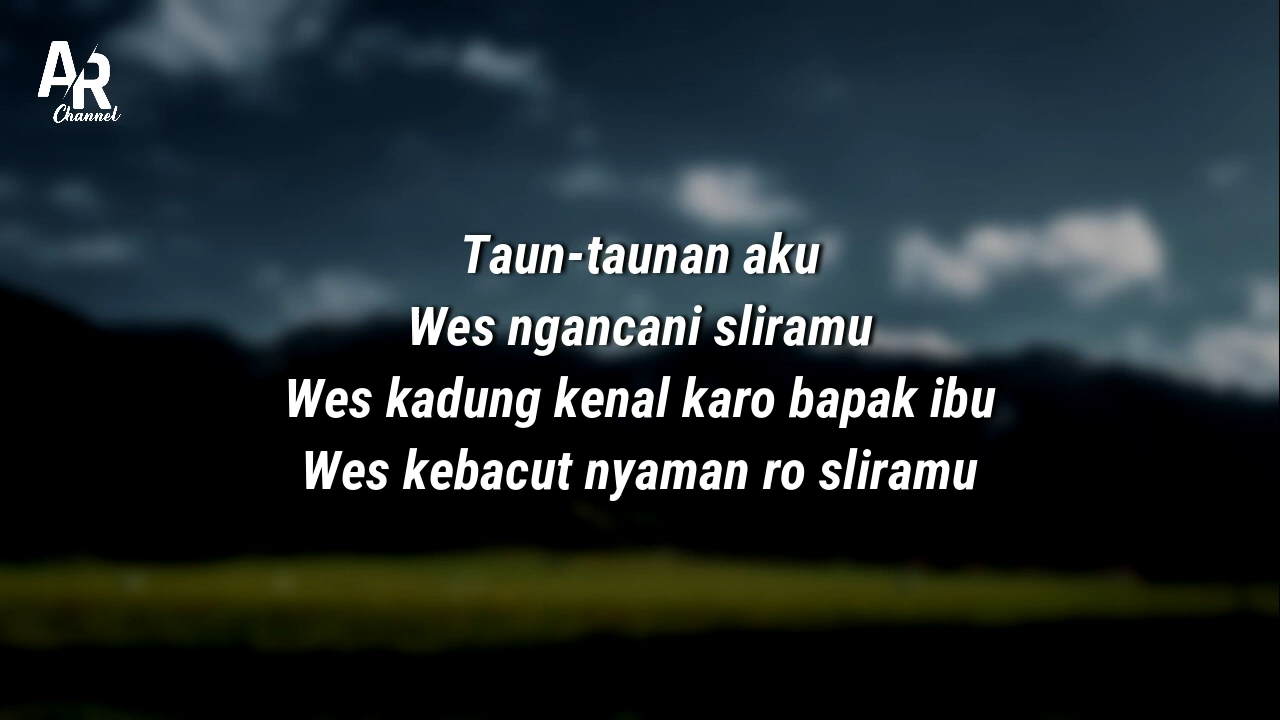 AR
Channel
Taun-taunan aku
Wes ngancani sliramu
Wes kadung kenal karo bapak ibu
Wes kebacut nyaman ro sliramu